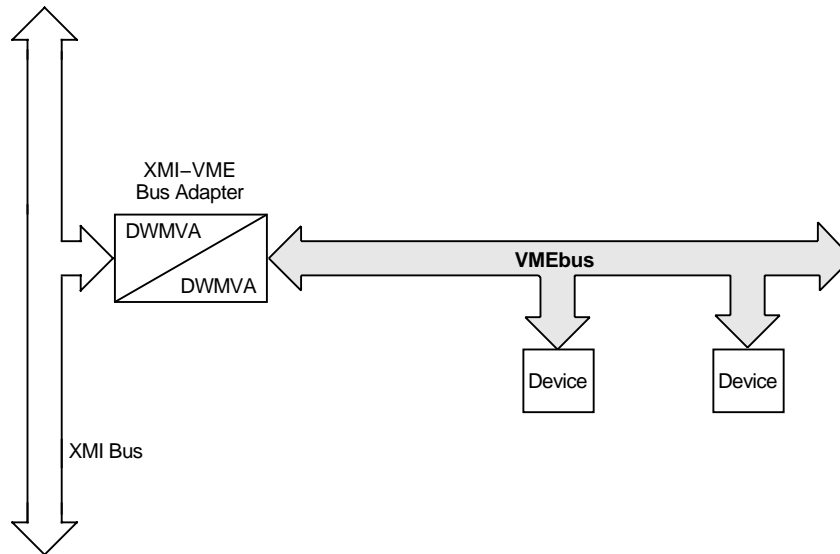 XMI–VME
Bus Adapter
DWMVA
DWMVA
VMEbus
Device
Device
XMI Bus